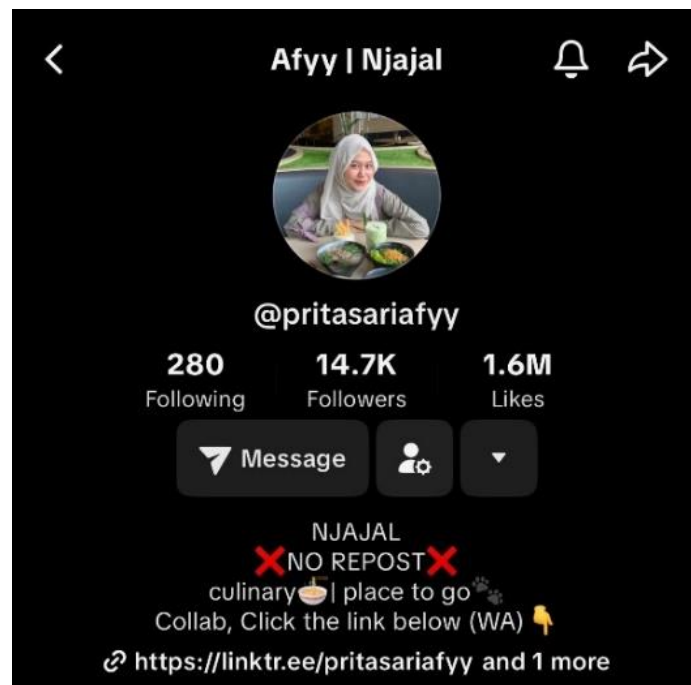 Afyy | Njajal
@pritasariafyy
280 14.7K 1.6M
Following Followers Likes
Message
NJAJAL
❌NO REPOST❌
culinary🍜| place to go🐾
Collab, Click the link below (WA) 👇
https://linktr.ee/pritasariafyy and 1 more